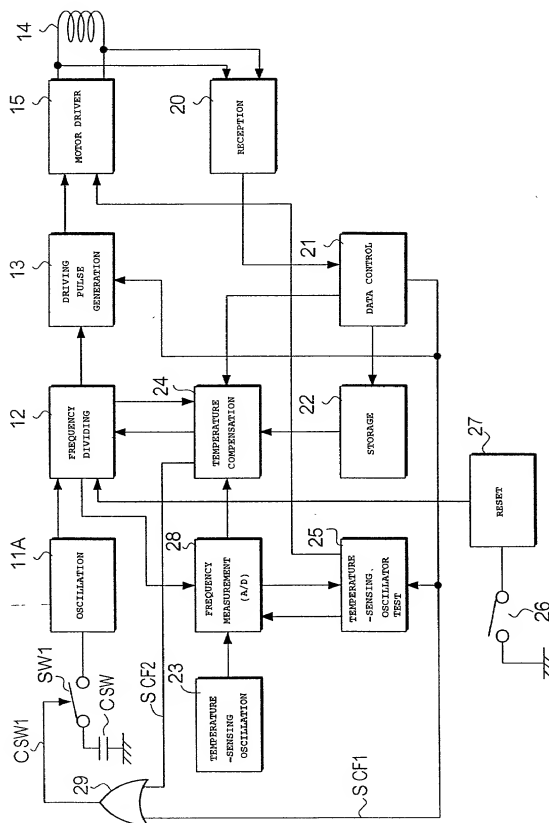 14
15
MOTOR DRIVER
20
RECEPTION
13
DRIVING
PULSE
GENERATION
21
DATA CONTROL
12
FREQUENCY
DIVIDING
24
TEMPERATURE
COMPENSATION
22
STORAGE
27
RESET
11A
OSCILLATION
28
FREQUENCY
MEASUREMENT
(A/D)
25
TEMPERATURE
-SENSING,
OSCILLATOR
TEST
26
SW1
CSW
CSW1
S CF2
23
TEMPERATURE
-SENSING
OSCILLATION
29
S CF1